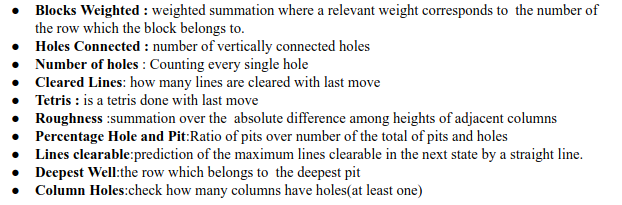 ● Blocks Weighted : weighted summation where a relevant weight corresponds to  the number of
the row which the block belongs to.
● Holes Connected : number of vertically connected holes
● Number of holes : Counting every single hole
● Cleared Lines: how many lines are cleared with last move
● Tetris : is a tetris done with last move
● Roughness :summation over the  absolute difference among heights of adjacent columns
● Percentage Hole and Pit:Ratio of pits over number of the total of pits and holes
● Lines clearable:prediction of the maximum lines clearable in the next state by a straight line.
● Deepest Well:the row which belongs to  the deepest pit
● Column Holes:check how many columns have holes(at least one)